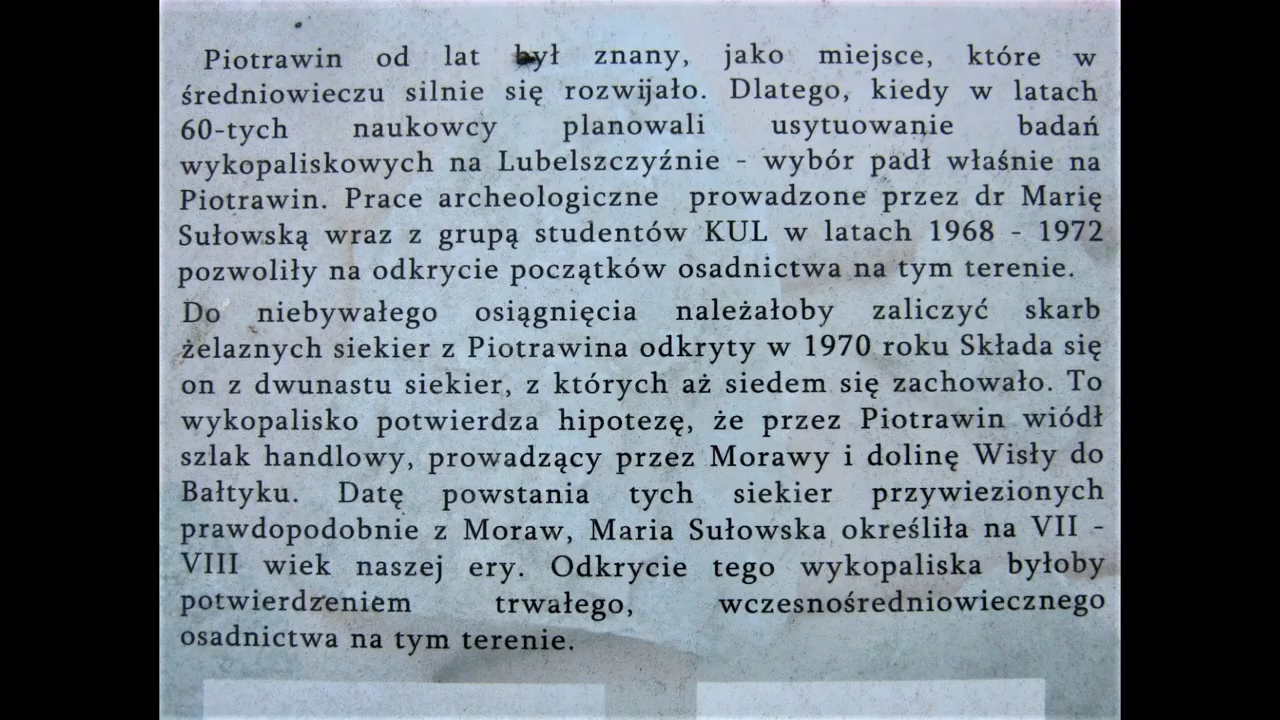 Piotrawin od lat był znany, jako miejsce, które w
średniowieczu silnie się rozwijało. Dlatego, kiedy w latach
60-tych naukowcy planowali usytuowanie badań
wykopaliskowych na Lubelszczyźnie - wybór padł właśnie na
Piotrawin. Prace archeologiczne prowadzone przez dr Marię
Sułowską wraz z grupą studentów KUL w latach 1968 - 1972
pozwoliły na odkrycie początków osadnictwa na tym terenie.
Do niebywałego osiągnięcia należałoby zaliczyć skarb
żelaznych siekier z Piotrawina odkryty w 1970 roku Składa się
on z dwunastu siekier, z których aż siedem się zachowało. To
wykopalisko potwierdza hipotezę, że przez Piotrawin wiódł
szlak handlowy, prowadzący przez Morawy i dolinę Wisły do
Bałtyku. Datę powstania tych siekier przywiezionych
prawdopodobnie z Moraw, Maria Sułowska określiła na VII -
VIII wiek naszej ery. Odkrycie tego wykopaliska byłoby
potwierdzeniem trwałego, wczesnośredniowiecznego
osadnictwa na tym terenie.